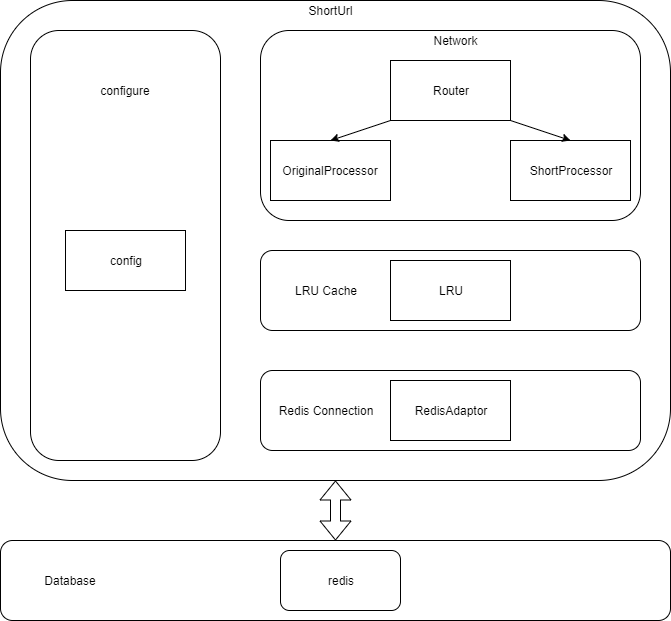 ShortUrl
configure
config
Network
Router
OriginalProcessor
ShortProcessor
LRU Cache
LRU
Redis Connection
RedisAdaptor
Database
redis